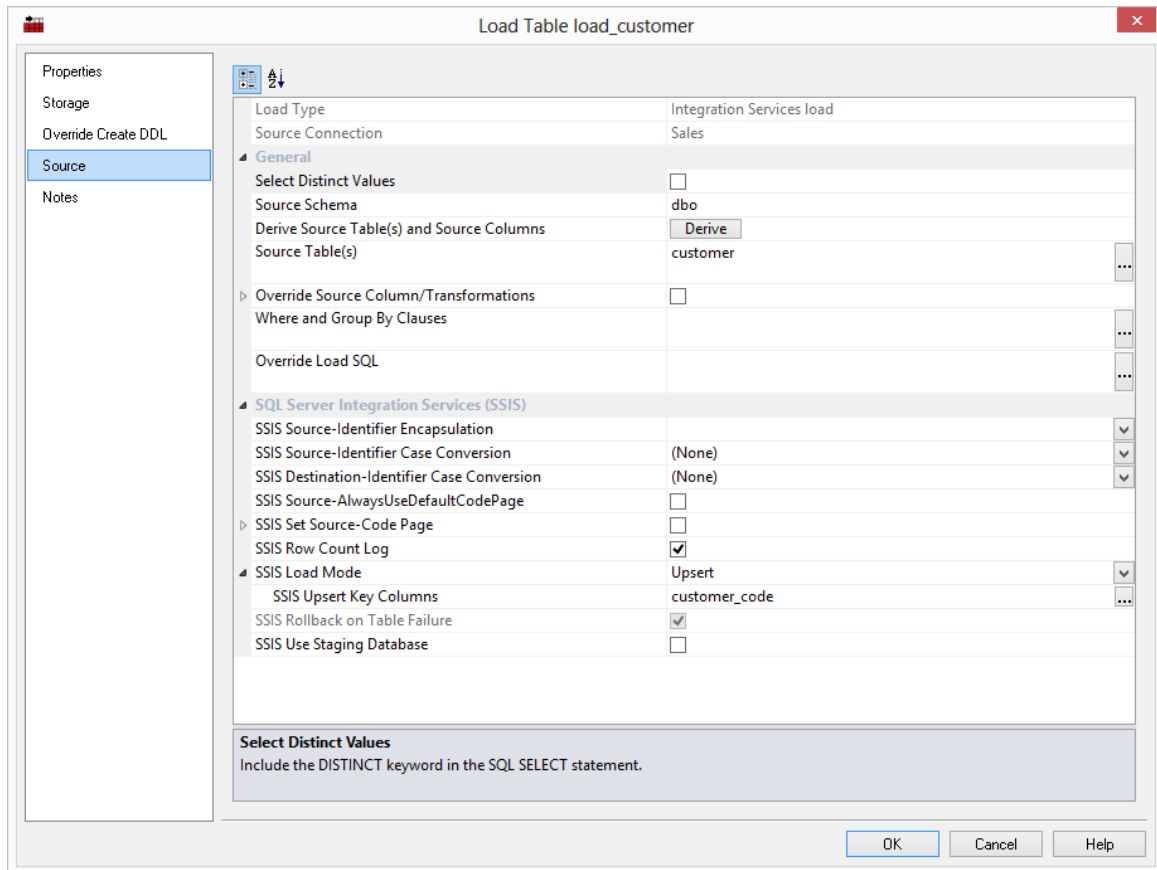 Load Table load_customer
Properties
Storage
Override Create DDL
Source
Notes
Load Type Integration Services load
Source Connection Sales
General
Select Distinct Values
Source Schema dbo
Derive Source Table(s) and Source Columns Derive
Source Table(s) customer
...
Override Source Column/Transformations
Where and Group By Clauses
...
Override Load SQL
...
SQL Server Integration Services (SSIS)
SSIS Source-Identifier Encapsulation
SSIS Source-Identifier Case Conversion (None)
SSIS Destination-Identifier Case Conversion (None)
SSIS Source-AlwaysUseDefaultCodePage
SSIS Set Source-Code Page
SSIS Row Count Log
SSIS Load Mode Upsert
SSIS Upsert Key Columns customer_code ...
SSIS Rollback on Table Failure
SSIS Use Staging Database
Select Distinct Values
Include the DISTINCT keyword in the SQL SELECT statement.
OK Cancel Help